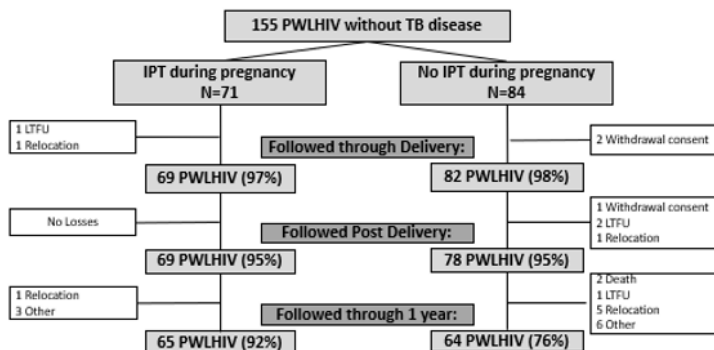 155 PWLHIV without TB disease
IPT during pregnancy
N=71
No IPT during pregnancy
N=84
1 LTFU
1 Relocation
Followed through Delivery:
2 Withdrawal consent
69 PWLHIV (97%)
82 PWLHIV (98%)
No Losses
Followed Post Delivery:
1 Withdrawal consent
2 LTFU
1 Relocation
69 PWLHIV (95%)
78 PWLHIV (95%)
1 Relocation
3 Other
Followed through 1 year:
2 Death
1 LTFU
5 Relocation
6 Other
65 PWLHIV (92%)
64 PWLHIV (76%)